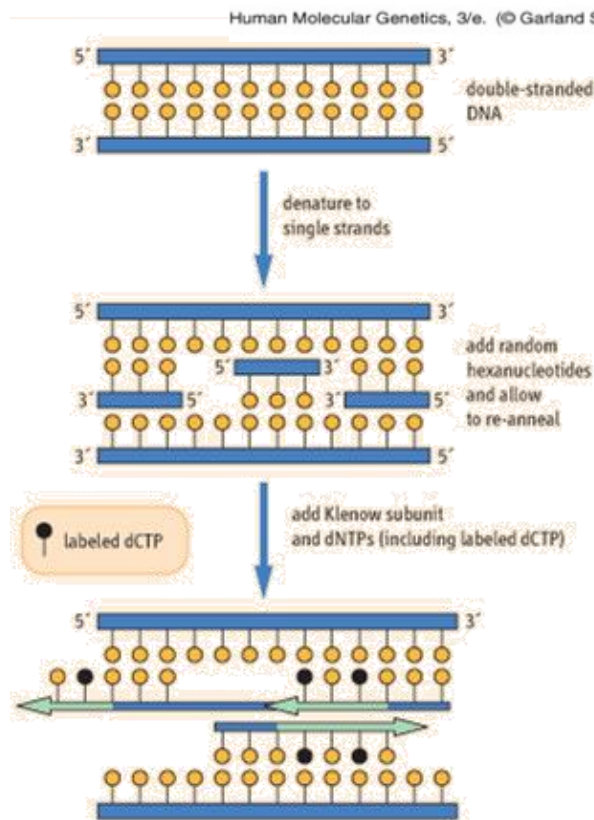 Human Molecular Genetics, 3/e. (© Garland S
5´ 3´
double-stranded
DNA
3´ 5´
denature to
single strands
5´ 3´
5´ 3´
add random
hexanucleotides
and allow
to re-anneal
3´ 5´ 3´ 5´
3´ 5´
add Klenow subunit
and dNTPs (including labeled dCTP)
labeled dCTP
5´ 3´